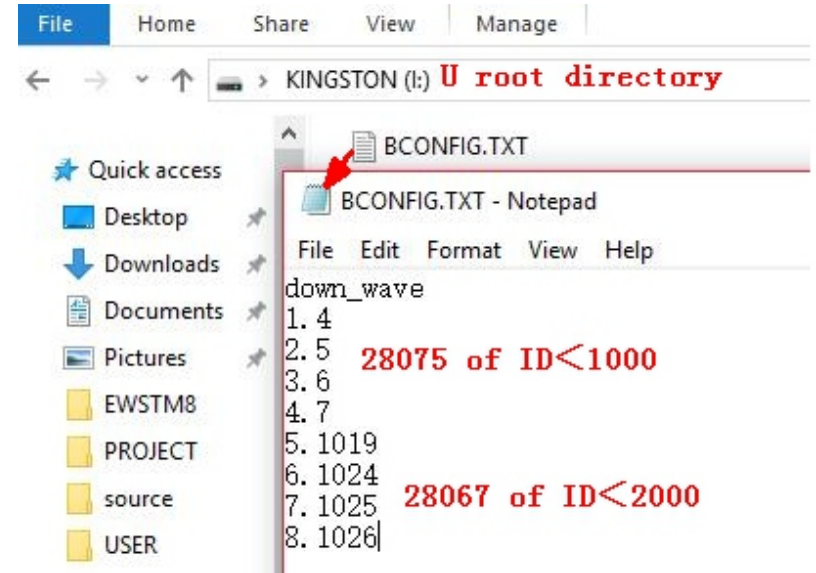 File Home Share View Manage
KINGSTON (I:) U root directory
BCONFIG.TXT
Quick access
Desktop
Downloads
Documents
Pictures
EWSTM8
PROJECT
source
USER
BCONFIG.TXT - Notepad
File Edit Format View Help
down_wave
1.4
2.5
3.6
4.7
28075 of ID<1000
5.1019
6.1024
7.1025
8.1026
28067 of ID<2000